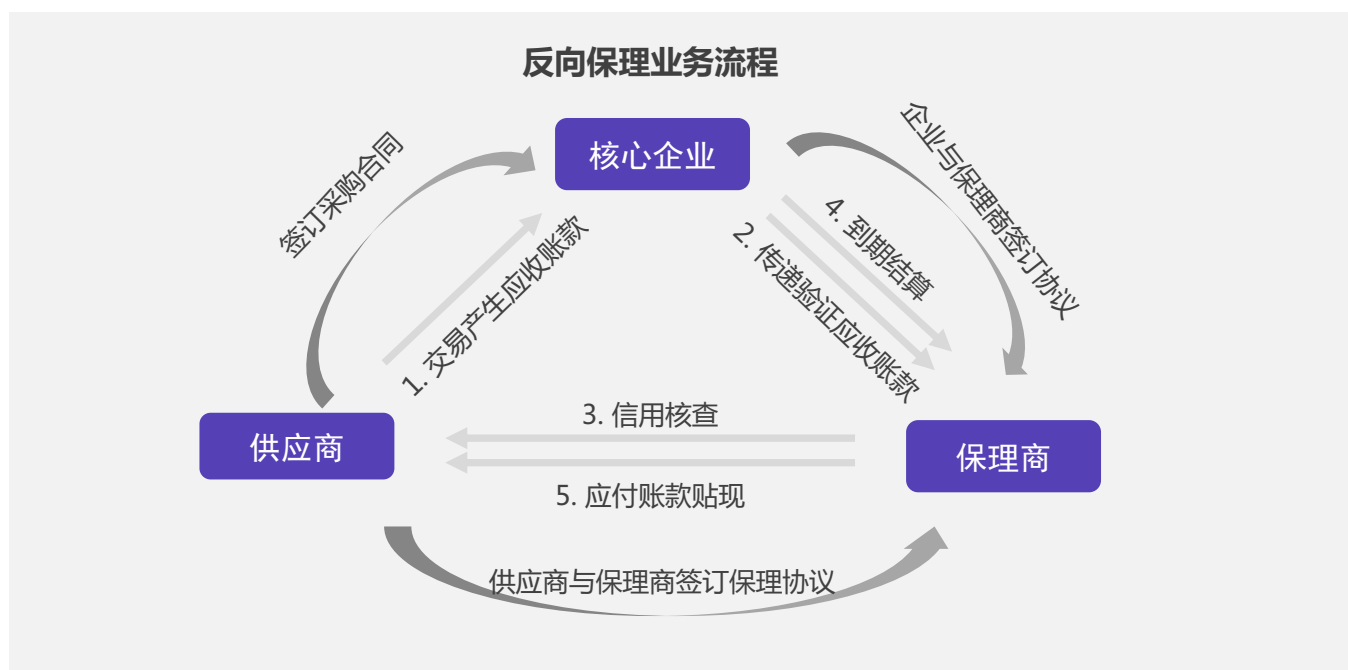 反向保理业务流程
核心企业
签订采购合同
企业与保理商签订协议
1. 交易产生应收账款
4. 到期结算
2. 传递验证应收账款
供应商
3. 信用核查
保理商
5. 应付账款贴现
供应商与保理商签订保理协议